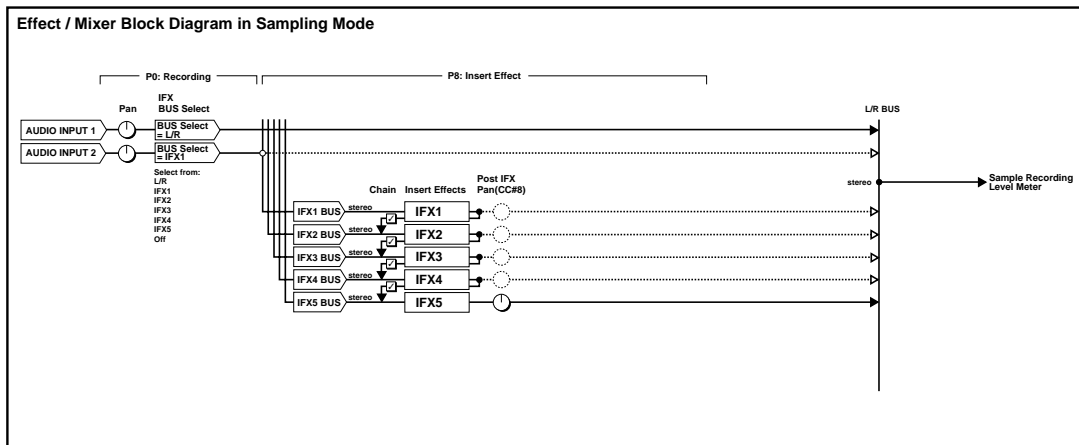 Effect / Mixer Block Diagram in Sampling Mode
P0: Recording
P8: Insert Effect
Pan
IFX
BUS Select
L/R BUS
AUDIO INPUT 1
BUS Select
= L/R
AUDIO INPUT 2
BUS Select
= IFX1
Select from:
L/R
IFX1
IFX2
IFX3
IFX4
IFX5
Off
stereo
Sample Recording
Level Meter
Chain
Insert Effects
Post IFX
Pan(CC#8)
IFX1 BUS
stereo
IFX1
IFX2 BUS
stereo
IFX2
IFX3 BUS
stereo
IFX3
IFX4 BUS
stereo
IFX4
IFX5 BUS
stereo
IFX5